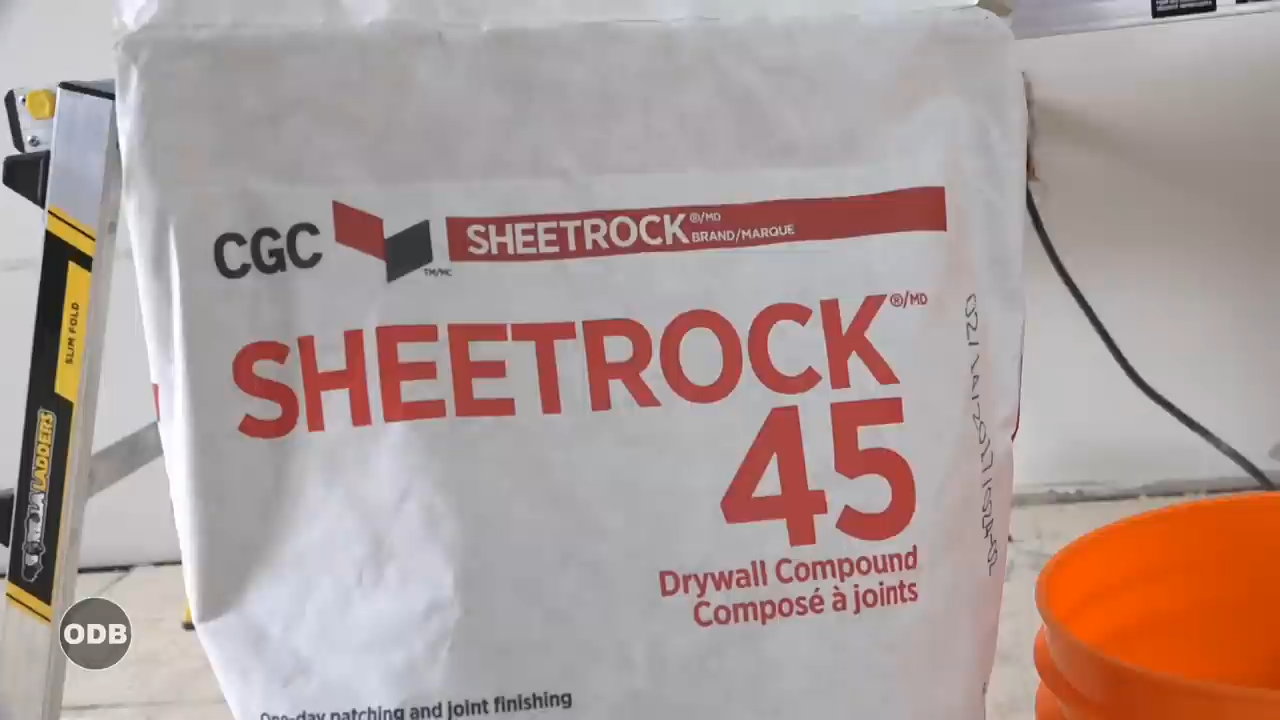 CGC
TM/MC
SHEETROCK®/MD
BRAND/MARQUE
SHEETROCK®/MD
45
Drywall Compound
Composé à joints
One-day patching and joint finishing
SLIM FOLD
LADDERS
ODB